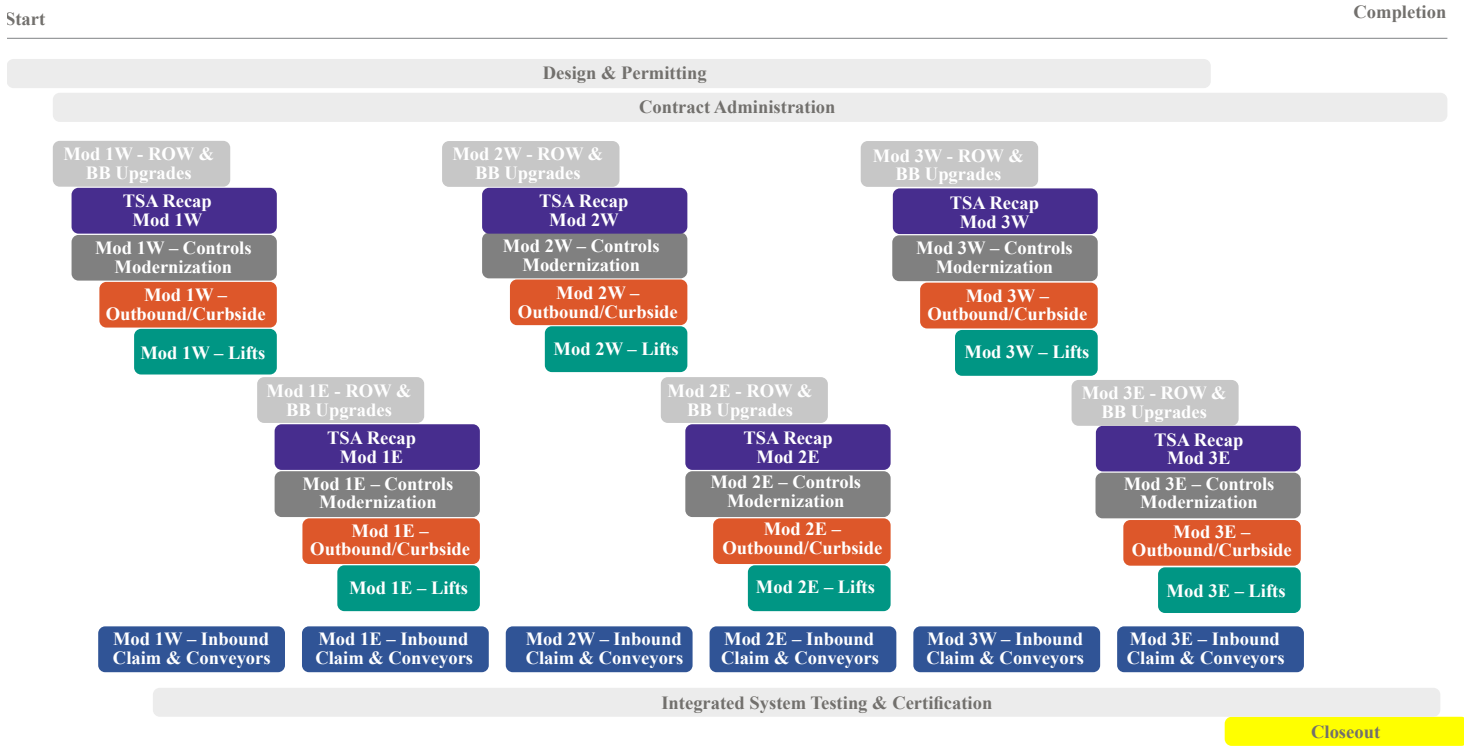 Start
Completion
Design & Permitting
Contract Administration
Mod 1W - ROW &
BB Upgrades
TSA Recap
Mod 1W
Mod 1W – Controls
Modernization
Mod 1W –
Outbound/Curbside
Mod 1W – Lifts
Mod 2W - ROW &
BB Upgrades
TSA Recap
Mod 2W
Mod 2W – Controls
Modernization
Mod 2W –
Outbound/Curbside
Mod 2W – Lifts
Mod 3W - ROW &
BB Upgrades
TSA Recap
Mod 3W
Mod 3W – Controls
Modernization
Mod 3W –
Outbound/Curbside
Mod 3W – Lifts
Mod 1E - ROW &
BB Upgrades
TSA Recap
Mod 1E
Mod 1E – Controls
Modernization
Mod 1E –
Outbound/Curbside
Mod 1E – Lifts
Mod 2E - ROW &
BB Upgrades
TSA Recap
Mod 2E
Mod 2E – Controls
Modernization
Mod 2E –
Outbound/Curbside
Mod 2E – Lifts
Mod 3E - ROW &
BB Upgrades
TSA Recap
Mod 3E
Mod 3E – Controls
Modernization
Mod 3E –
Outbound/Curbside
Mod 3E – Lifts
Mod 1W – Inbound
Claim & Conveyors
Mod 1E – Inbound
Claim & Conveyors
Mod 2W – Inbound
Claim & Conveyors
Mod 2E – Inbound
Claim & Conveyors
Mod 3W – Inbound
Claim & Conveyors
Mod 3E – Inbound
Claim & Conveyors
Integrated System Testing & Certification
Closeout